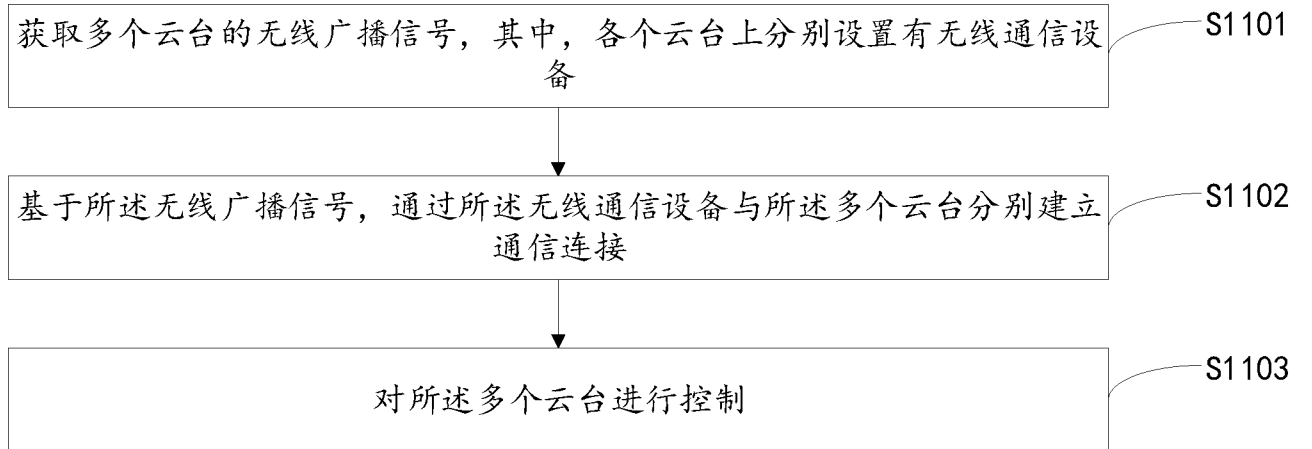 获取多个云台的无线广播信号，其中，各个云台上分别设置有无线通信设
备
S1101
基于所述无线广播信号，通过所述无线通信设备与所述多个云台分别建立
通信连接
S1102
对所述多个云台进行控制
S1103